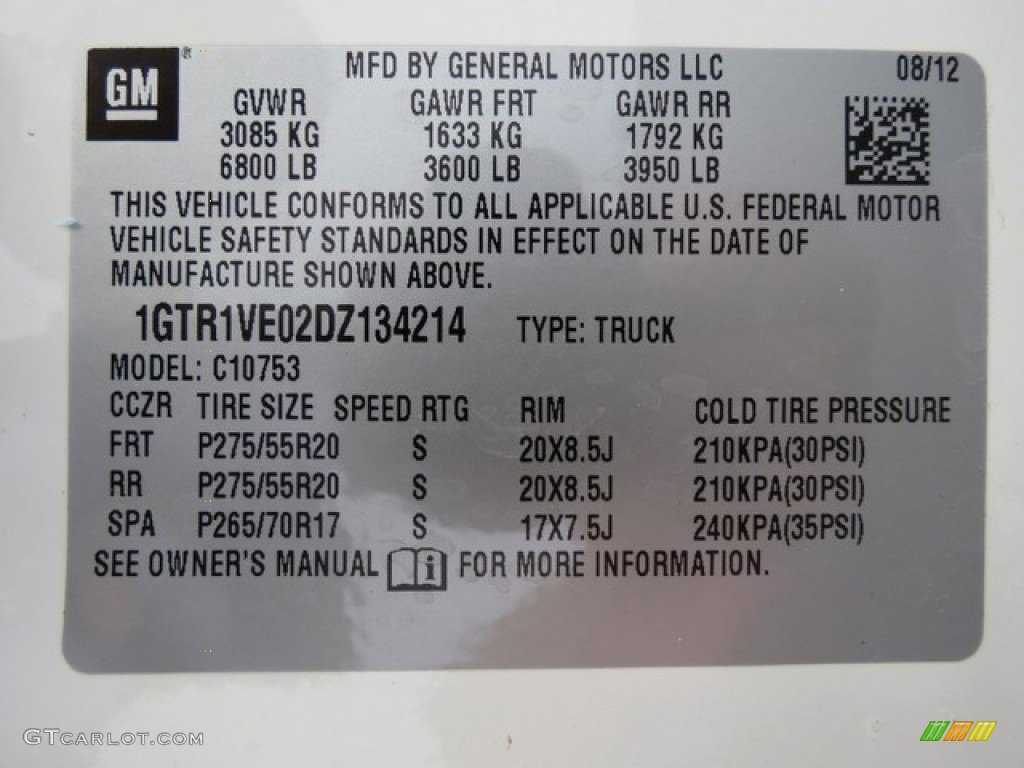 GM ® MFD BY GENERAL MOTORS LLC 08/12
GVWR GAWR FRT GAWR RR
3085 KG 1633 KG 1792 KG
6800 LB 3600 LB 3950 LB
THIS VEHICLE CONFORMS TO ALL APPLICABLE U.S. FEDERAL MOTOR
VEHICLE SAFETY STANDARDS IN EFFECT ON THE DATE OF
MANUFACTURE SHOWN ABOVE.
1GTR1VE02DZ134214 TYPE: TRUCK
MODEL: C10753
CCZR TIRE SIZE SPEED RTG RIM COLD TIRE PRESSURE
FRT P275/55R20 S 20X8.5J 210KPA(30PSI)
RR P275/55R20 S 20X8.5J 210KPA(30PSI)
SPA P265/70R17 S 17X7.5J 240KPA(35PSI)
SEE OWNER'S MANUAL i FOR MORE INFORMATION.
GTCARLOT.COM